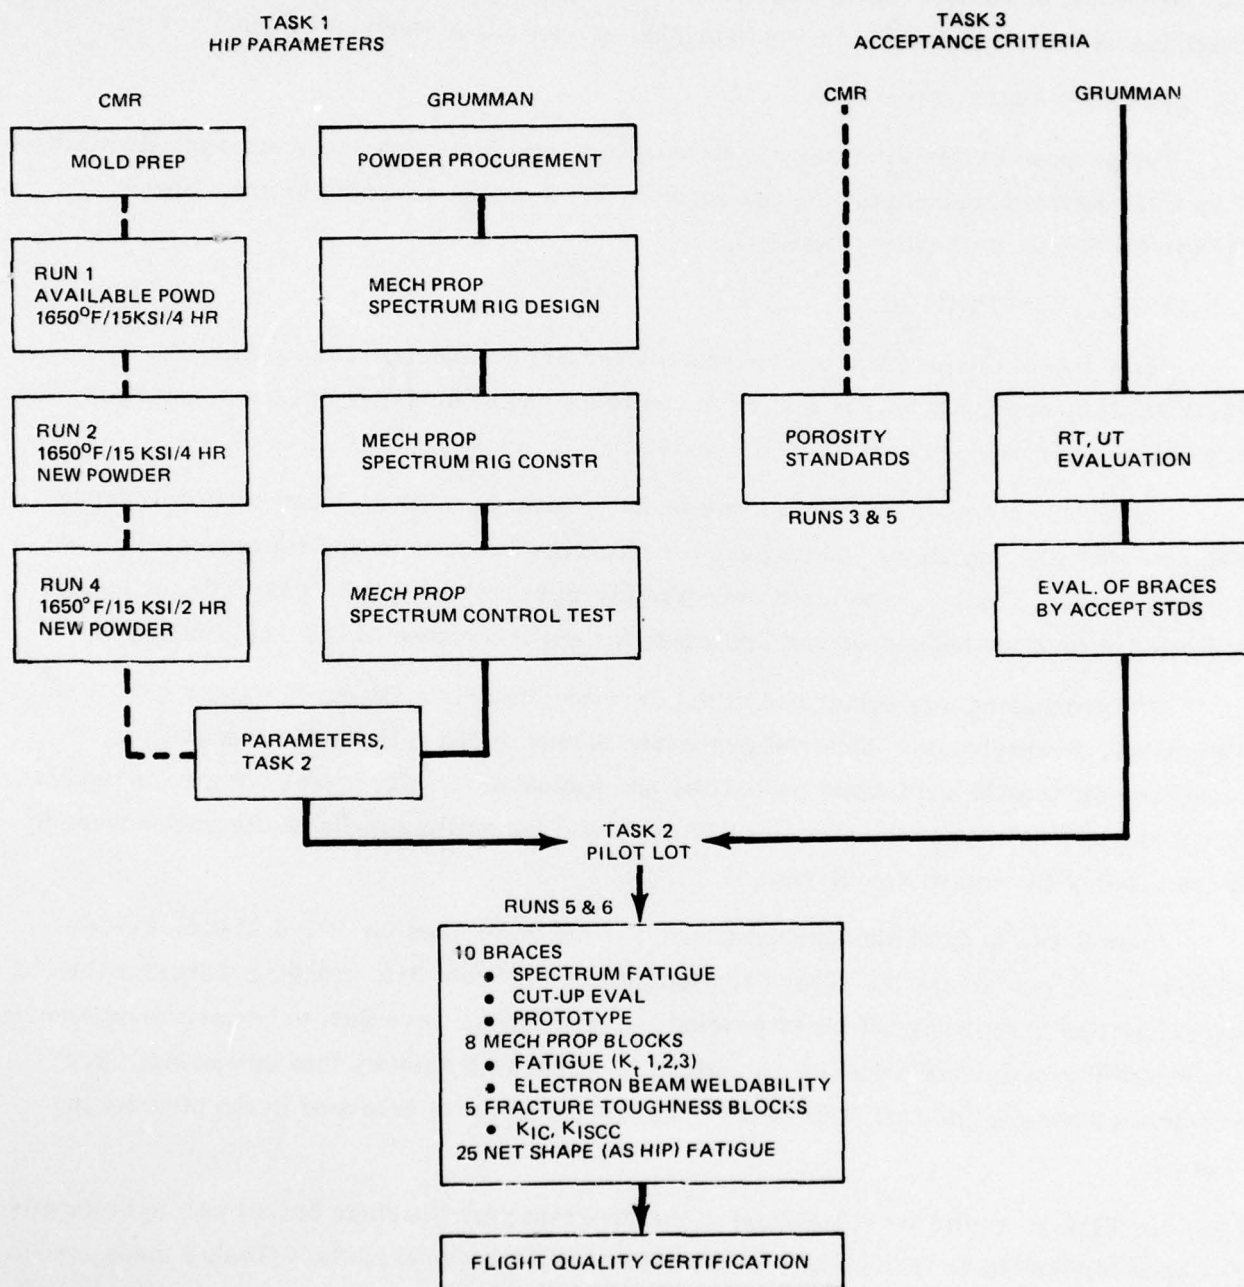 TASK 1
HIP PARAMETERS
TASK 3
ACCEPTANCE CRITERIA
CMR
GRUMMAN
CMR
GRUMMAN
MOLD PREP
POWDER PROCUREMENT
RUN 1
AVAILABLE POWD
1650°F/15KSI/4 HR
MECH PROP
SPECTRUM RIG DESIGN
RUN 2
1650°F/15 KSI/4 HR
NEW POWDER
MECH PROP
SPECTRUM RIG CONSTR
POROSITY
STANDARDS
RUNS 3 & 5
RT, UT
EVALUATION
RUN 4
1650°F/15 KSI/2 HR
NEW POWDER
MECH PROP
SPECTRUM CONTROL TEST
EVAL. OF BRACES
BY ACCEPT STDS
PARAMETERS,
TASK 2
TASK 2
PILOT LOT
RUNS 5 & 6
10 BRACES
● SPECTRUM FATIGUE
● CUT-UP EVAL
● PROTOTYPE
8 MECH PROP BLOCKS
● FATIGUE (Kt 1,2,3)
● ELECTRON BEAM WELDABILITY
5 FRACTURE TOUGHNESS BLOCKS
● KIC, KISCC
25 NET SHAPE (AS HIP) FATIGUE
FLIGHT QUALITY CERTIFICATION